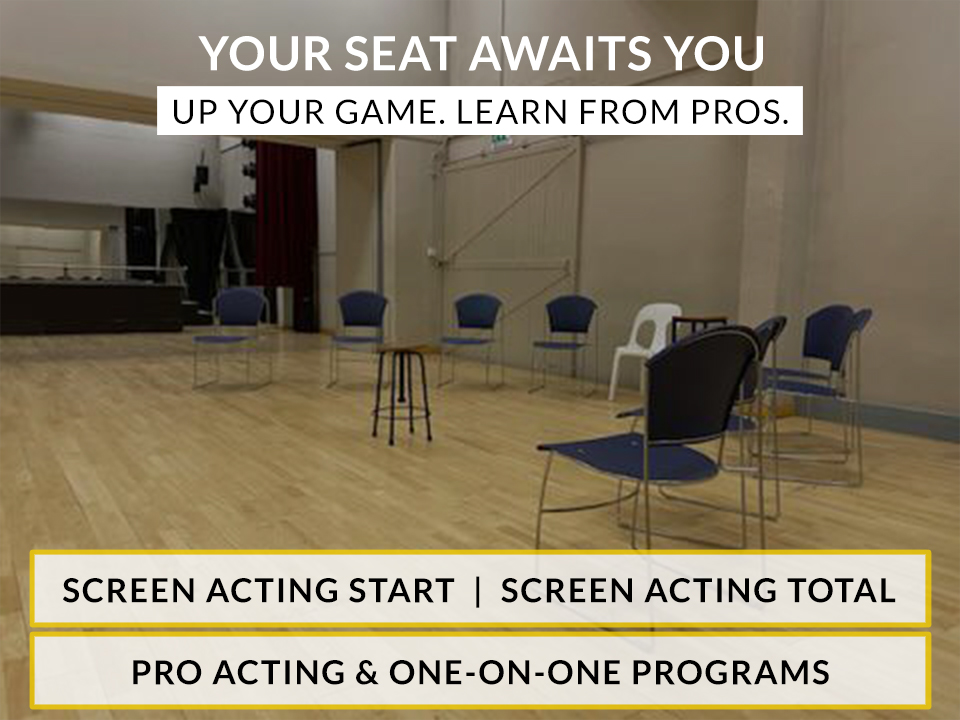 YOUR SEAT AWAITS YOU
UP YOUR GAME. LEARN FROM PROS.
SCREEN ACTING START | SCREEN ACTING TOTAL
PRO ACTING & ONE-ON-ONE PROGRAMS